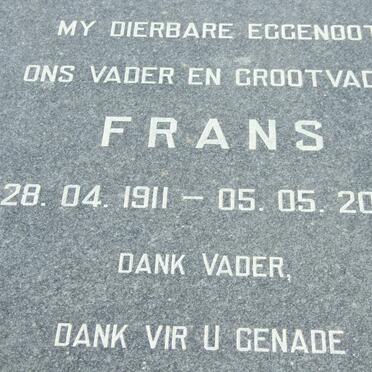 MY DIERBARE EGGENOOT
ONS VADER EN GROOTVAD
FRANS
28. 04. 1911 — 05. 05. 20
DANK VADER,
DANK VIR U GENADE